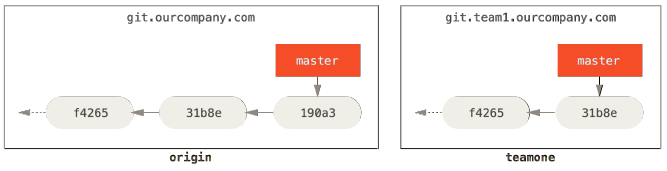 git.ourcompany.com
master
f4265
31b8e
190a3
origin
git.team1.ourcompany.com
master
f4265
31b8e
teamone